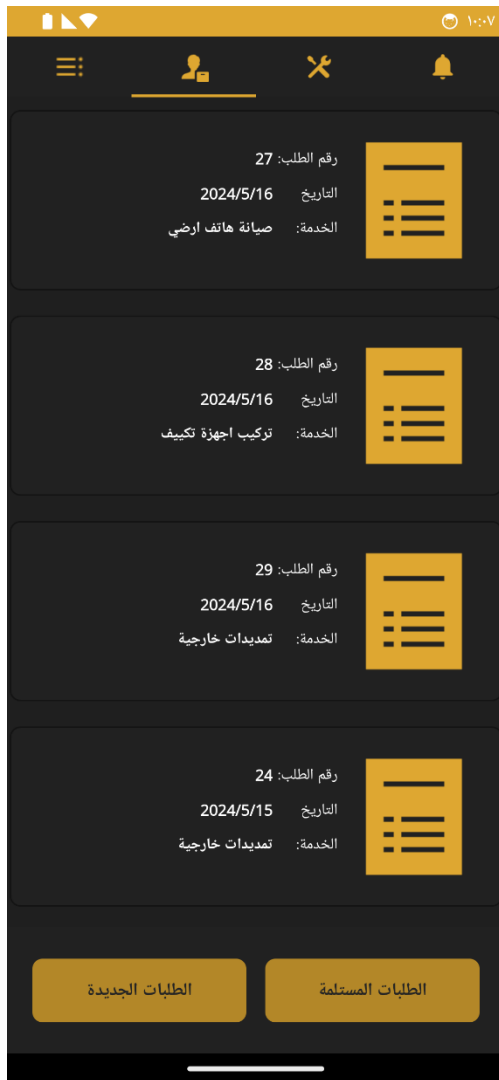 ١٠:٠٧
رقم الطلب: 27
التاريخ 2024/5/16
الخدمة: صيانة هاتف ارضي
رقم الطلب: 28
التاريخ 2024/5/16
الخدمة: تركيب اجهزة تكييف
رقم الطلب: 29
التاريخ 2024/5/16
الخدمة: تمديدات خارجية
رقم الطلب: 24
التاريخ 2024/5/15
الخدمة: تمديدات خارجية
الطلبات المستلمة
الطلبات الجديدة